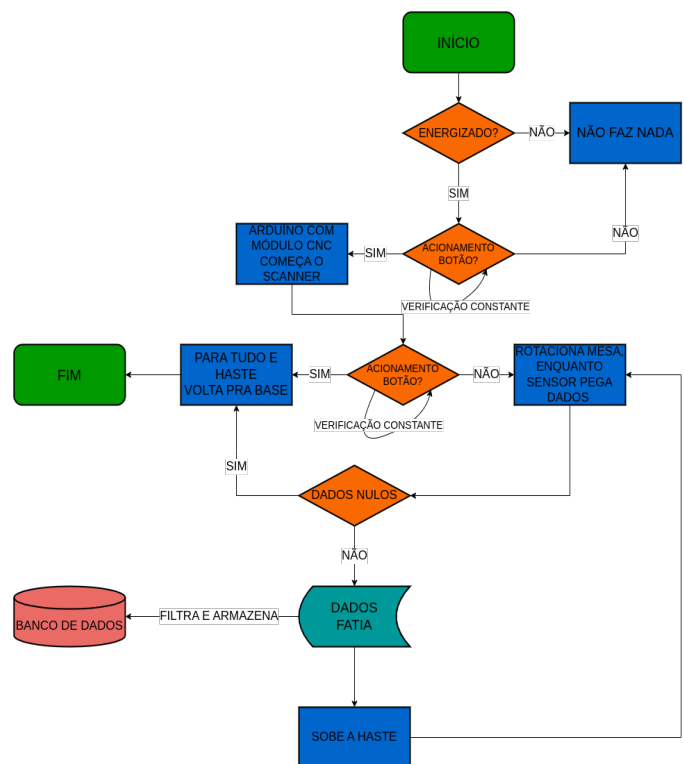 INÍCIO
ENERGIZADO?
NÃO
NÃO FAZ NADA
SIM
ARDUINO COM
MÓDULO CNC
COMEÇA O
SCANNER
SIM
ACIONAMENTO
BOTÃO?
NÃO
VERIFICAÇÃO CONSTANTE
FIM
PARA TUDO E
HASTE
VOLTA PRA BASE
SIM
ACIONAMENTO
BOTÃO?
NÃO
ROTACIONA MESA,
ENQUANTO
SENSOR PEGA
DADOS
VERIFICAÇÃO CONSTANTE
SIM
DADOS NULOS
NÃO
BANCO DE DADOS
FILTRA E ARMAZENA
DADOS
FATIA
SOBE A HASTE